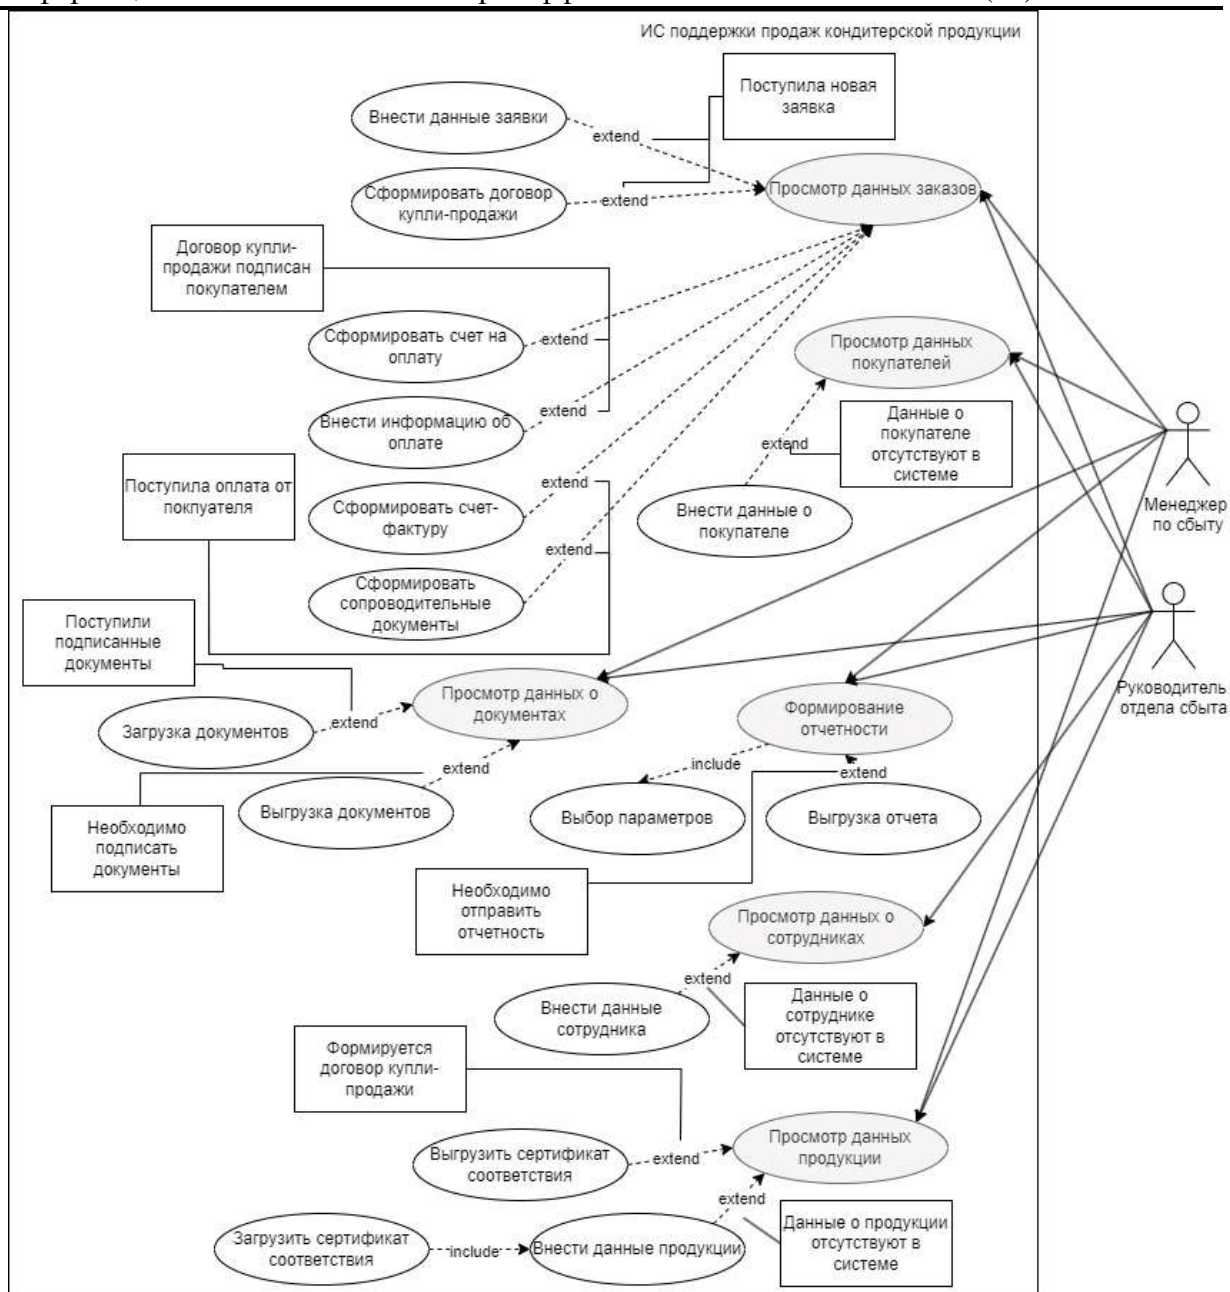 ИС поддержки продаж кондитерской продукции
Поступила новая
заявка
Внести данные заявки
extend
Просмотр данных заказов
Сформировать договор
купли-продажи
extend
Договор купли-
продажи подписан
покупателем
Сформировать счет на
оплату
extend
Просмотр данных
покупателей
Внести информацию об
оплате
extend
Данные о
покупателе
отсутствуют в
системе
extend
Менеджер
по сбыту
Поступила оплата от
покпуателя
Сформировать счет-
фактуру
extend
Внести данные о
покупателе
extend
Сформировать
сопроводительные
документы
Поступили
подписанные
документы
Руководитель
отдела сбыта
Просмотр данных о
документах
Формирование
отчетности
Загрузка документов
extend
extend
include
extend
Выгрузка документов
Выбор параметров
Выгрузка отчета
Необходимо
подписать
документы
Необходимо
отправить
отчетность
Просмотр данных о
сотрудниках
extend
Внести данные
сотрудника
Данные о
сотруднике
отсутствуют в
системе
Формируется
договор купли-
продажи
Просмотр данных
продукции
Выгрузить сертификат
соответствия
extend
extend
Загрузить сертификат
соответствия
include
Внести данные продукции
Данные о продукции
отсутствуют в
системе